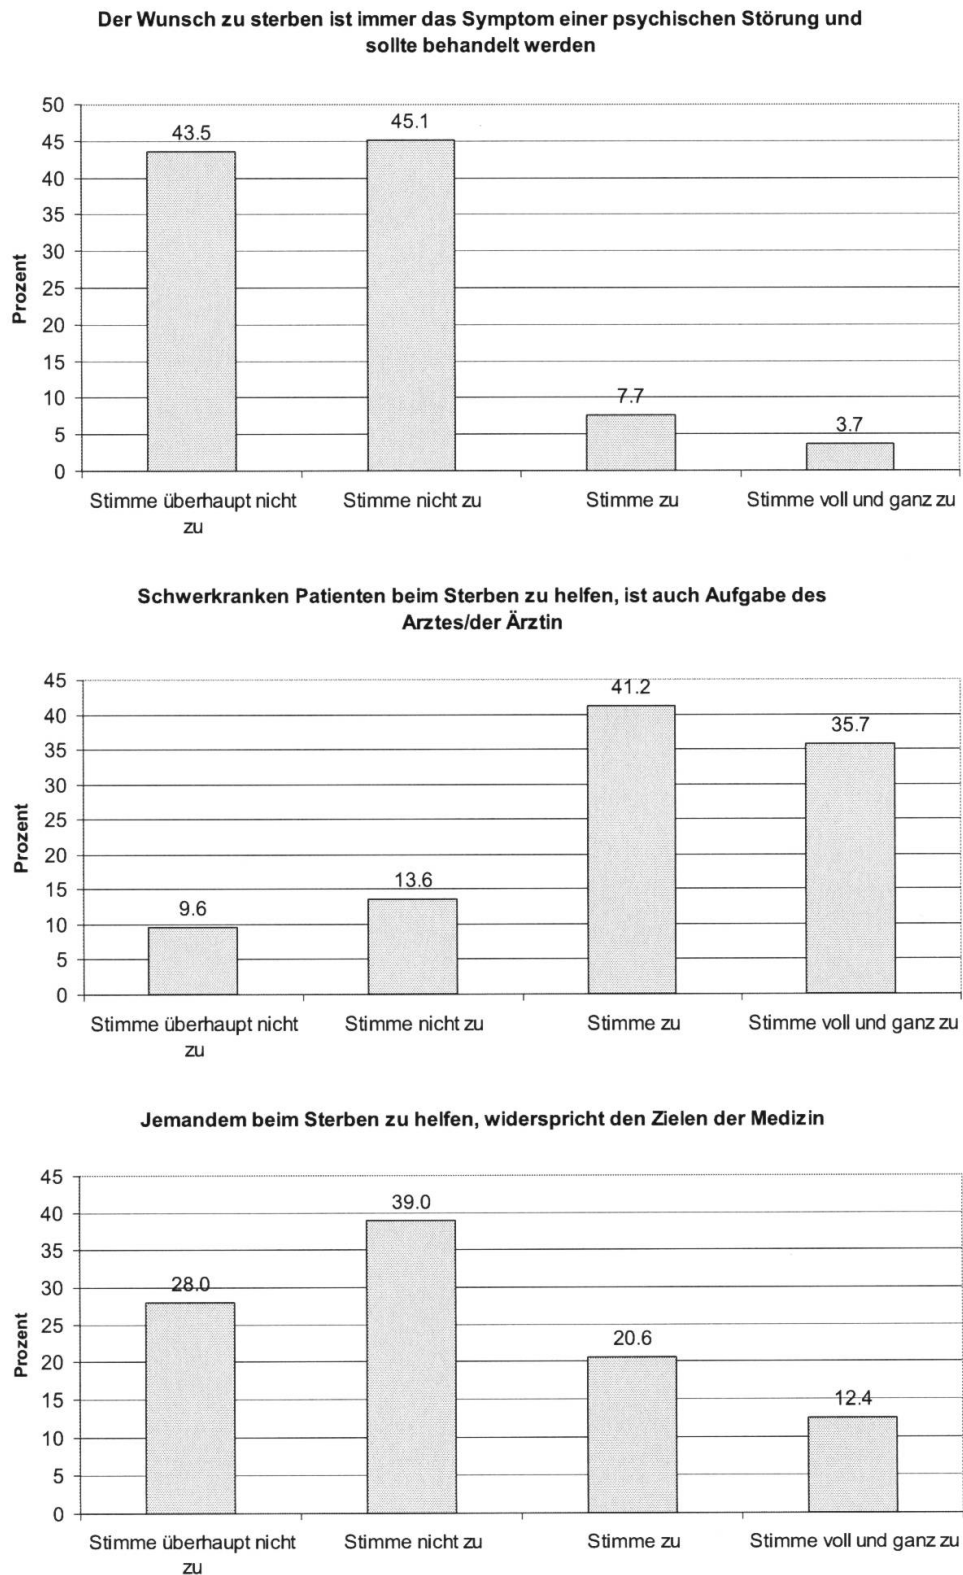 Der Wunsch zu sterben ist immer das Symptom einer psychischen Störung und
sollte behandelt werden
Prozent
50
45
40
35
30
25
20
15
10
5
0
43.5
45.1
7.7
3.7
Stimme überhaupt nicht
zu
Stimme nicht zu
Stimme zu
Stimme voll und ganz zu
Schwerkranken Patienten beim Sterben zu helfen, ist auch Aufgabe des
Arztes/der Ärztin
Prozent
45
40
35
30
25
20
15
10
5
0
9.6
13.6
41.2
35.7
Stimme überhaupt nicht
zu
Stimme nicht zu
Stimme zu
Stimme voll und ganz zu
Jemandem beim Sterben zu helfen, widerspricht den Zielen der Medizin
Prozent
45
40
35
30
25
20
15
10
5
0
28.0
39.0
20.6
12.4
Stimme überhaupt nicht
zu
Stimme nicht zu
Stimme zu
Stimme voll und ganz zu